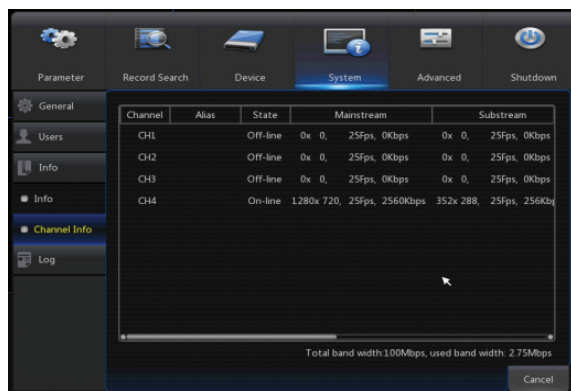 Parameter Record Search Device System Advanced Shutdown
General
Users
Info
Info
Channel Info
Log
Channel Alias State Mainstream Substream
CH1 Off-line 0x 0, 25Fps, 0Kbps 0x 0, 25Fps, 0Kbps
CH2 Off-line 0x 0, 25Fps, 0Kbps 0x 0, 25Fps, 0Kbps
CH3 Off-line 0x 0, 25Fps, 0Kbps 0x 0, 25Fps, 0Kbps
CH4 On-line 1280x 720, 25Fps, 2560Kbps 352x 288, 25Fps, 256Kbp
Total band width:100Mbps, used band width: 2.75Mbps
Cancel